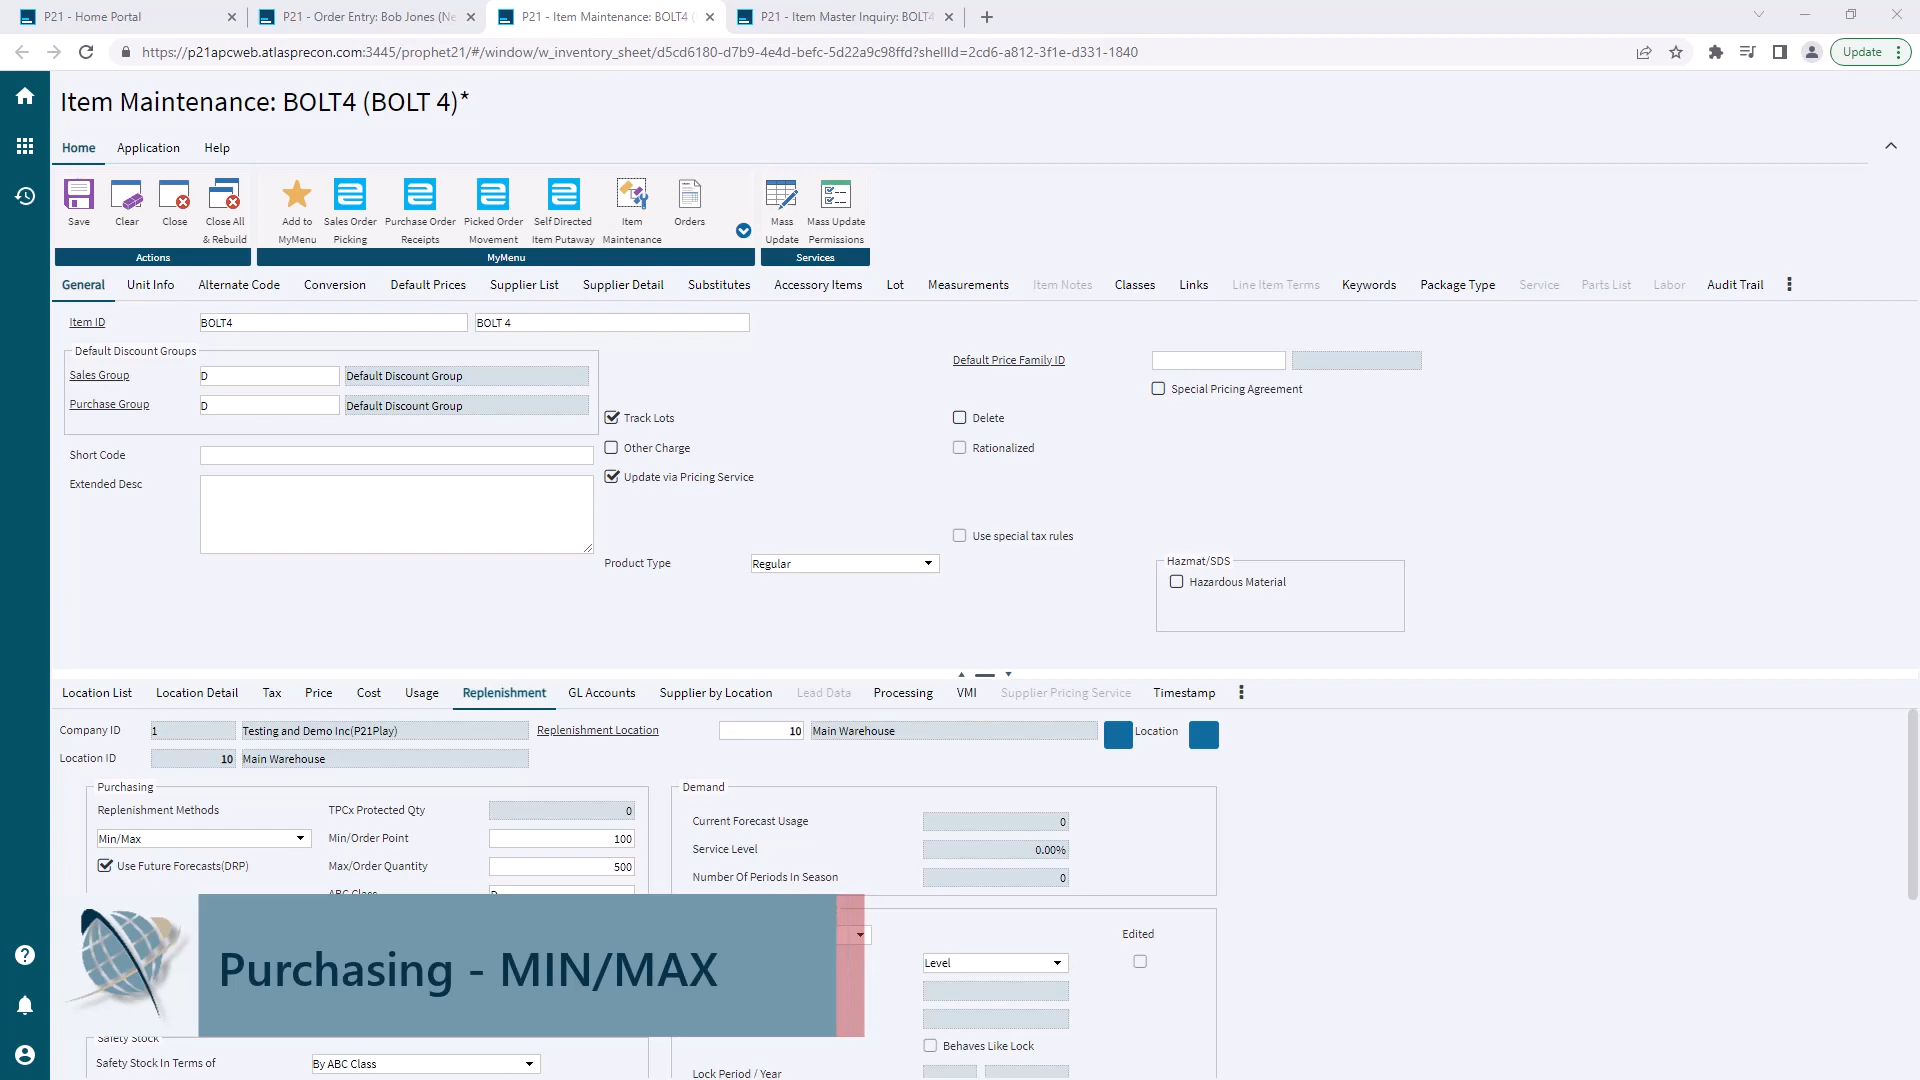 P21 - Home Portal
P21 - Order Entry: Bob Jones (Ne
P21 - Item Maintenance: BOLT4 (
P21 - Item Master Inquiry: BOLT4
https://p21apcweb.atlasprecon.com:3445/prophet21/#/window/w_inventory_sheet/d5cd6180-d7b9-4e4d-befc-5d22a9c98ffd?shellId=2cd6-a812-3f1e-d331-1840
Update
Item Maintenance: BOLT4 (BOLT 4)*
Home Application Help
Save
Clear
Close
Close All
& Rebuild
Add to
MyMenu
Sales Order
Picking
Purchase Order
Receipts
Picked Order
Movement
Self Directed
Item Putaway
Item
Maintenance
Orders
Mass
Update
Mass Update
Permissions
Actions
MyMenu
Services
General Unit Info Alternate Code Conversion Default Prices Supplier List Supplier Detail Substitutes Accessory Items Lot Measurements Item Notes Classes Links Line Item Terms Keywords Package Type Service Parts List Labor Audit Trail
Item ID BOLT4 BOLT 4
Default Discount Groups
Sales Group D Default Discount Group
Purchase Group D Default Discount Group
Short Code
Extended Desc
Track Lots
Other Charge
Update via Pricing Service
Product Type Regular
Default Price Family ID
Special Pricing Agreement
Delete
Rationalized
Use special tax rules
Hazmat/SDS
Hazardous Material
Location List Location Detail Tax Price Cost Usage Replenishment GL Accounts Supplier by Location Lead Data Processing VMI Supplier Pricing Service Timestamp
Company ID 1 Testing and Demo Inc(P21Play) Replenishment Location 10 Main Warehouse Location
Location ID 10 Main Warehouse
Purchasing
Replenishment Methods
Min/Max
Use Future Forecasts(DRP)
TPCx Protected Qty 0
Min/Order Point 100
Max/Order Quantity 500
ABC Class
Demand
Current Forecast Usage 0
Service Level 0.00%
Number Of Periods In Season 0
Edited
Level
Behaves Like Lock
Lock Period / Year
Purchasing - MIN/MAX
Safety Stock
Safety Stock In Terms of By ABC Class